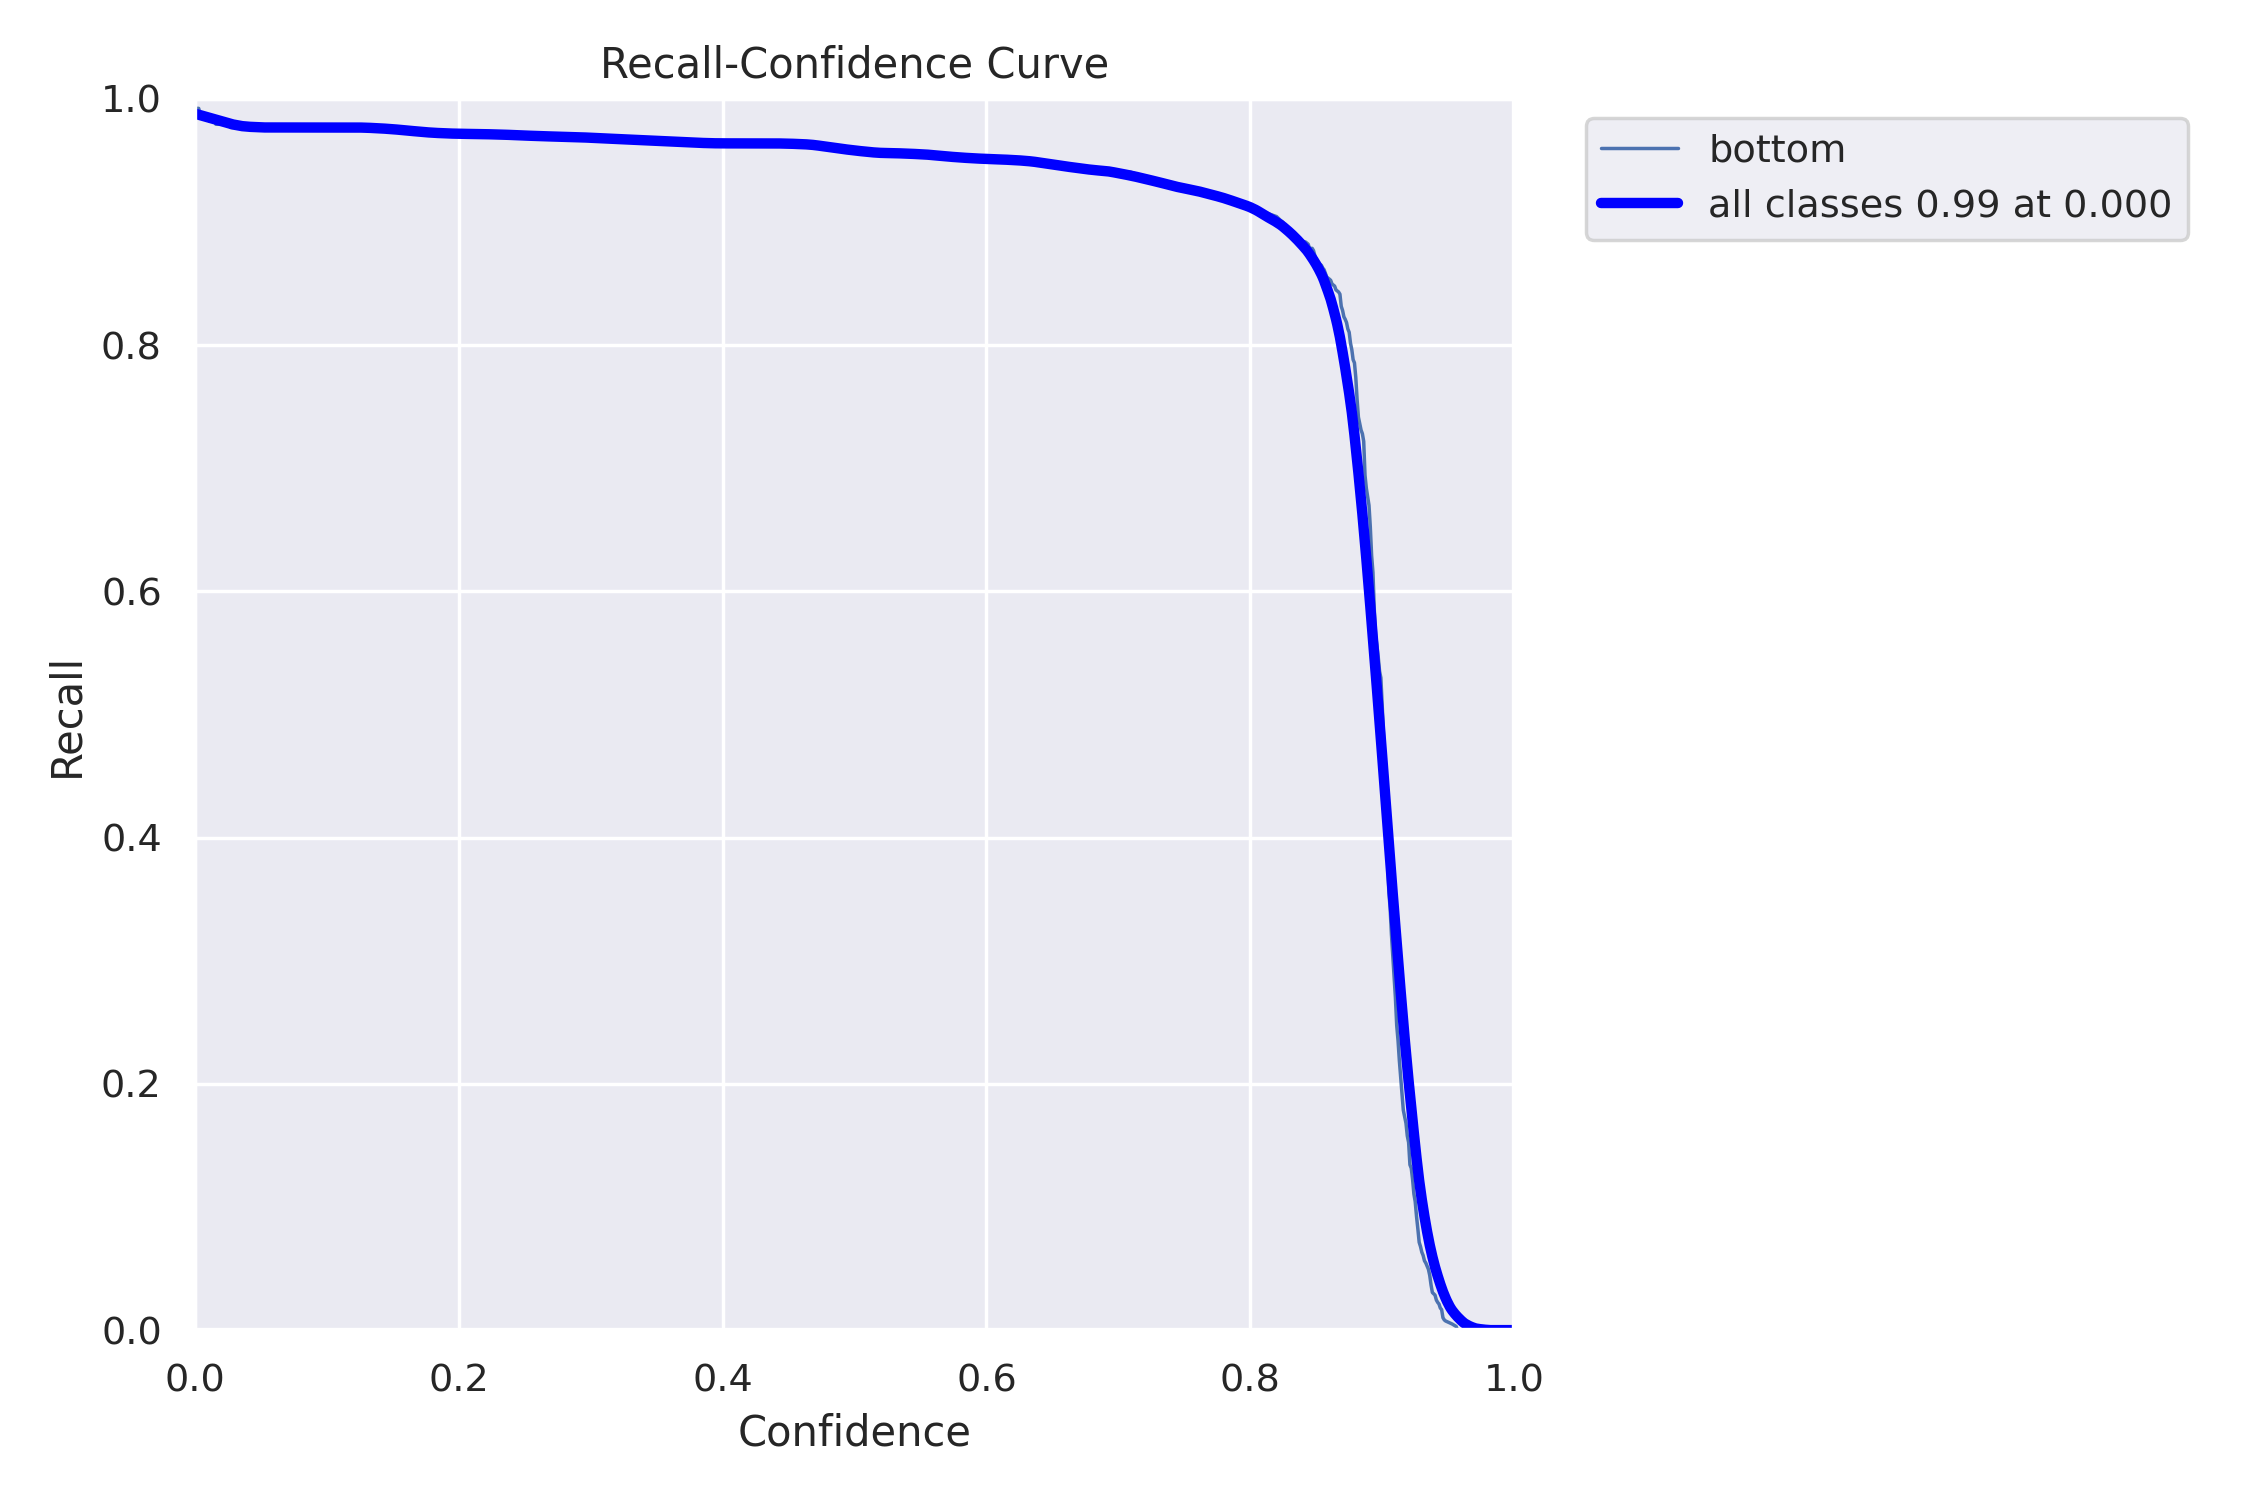 Recall-Confidence Curve
1.0
0.8
0.6
0.4
0.2
0.0
Recall
0.0 0.2 0.4 0.6 0.8 1.0
Confidence
bottom
all classes 0.99 at 0.000